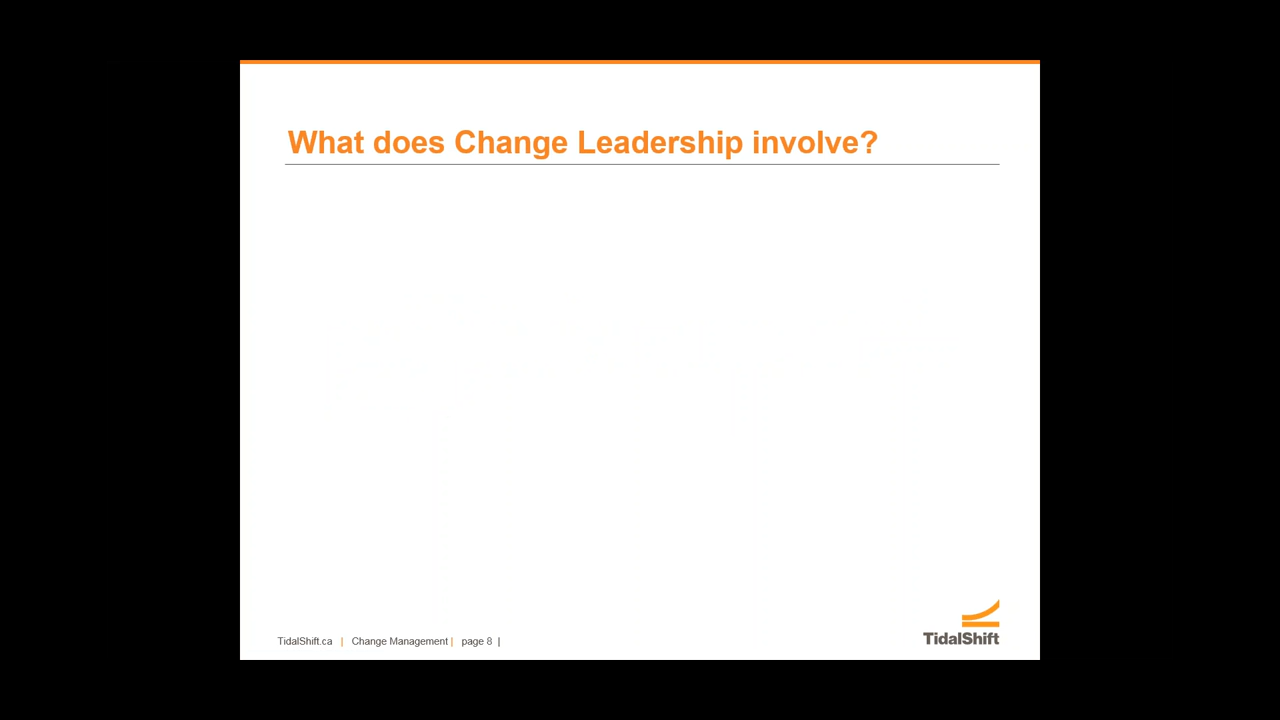 What does Change Leadership involve?
TidalShift.ca | Change Management | page 8 |
TidalShift